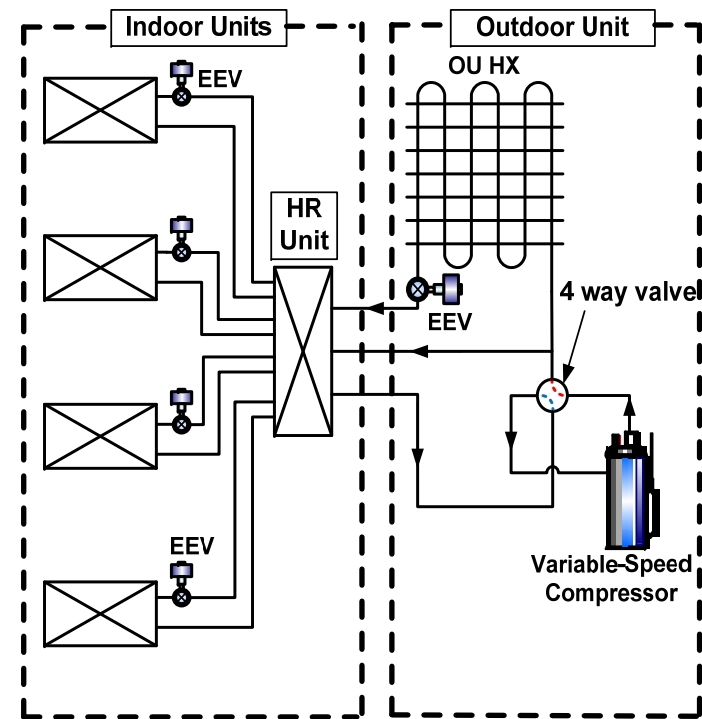 Indoor Units
Outdoor Unit
EEV
OU HX
HR
Unit
EEV
4 way valve
EEV
Variable-Speed
Compressor